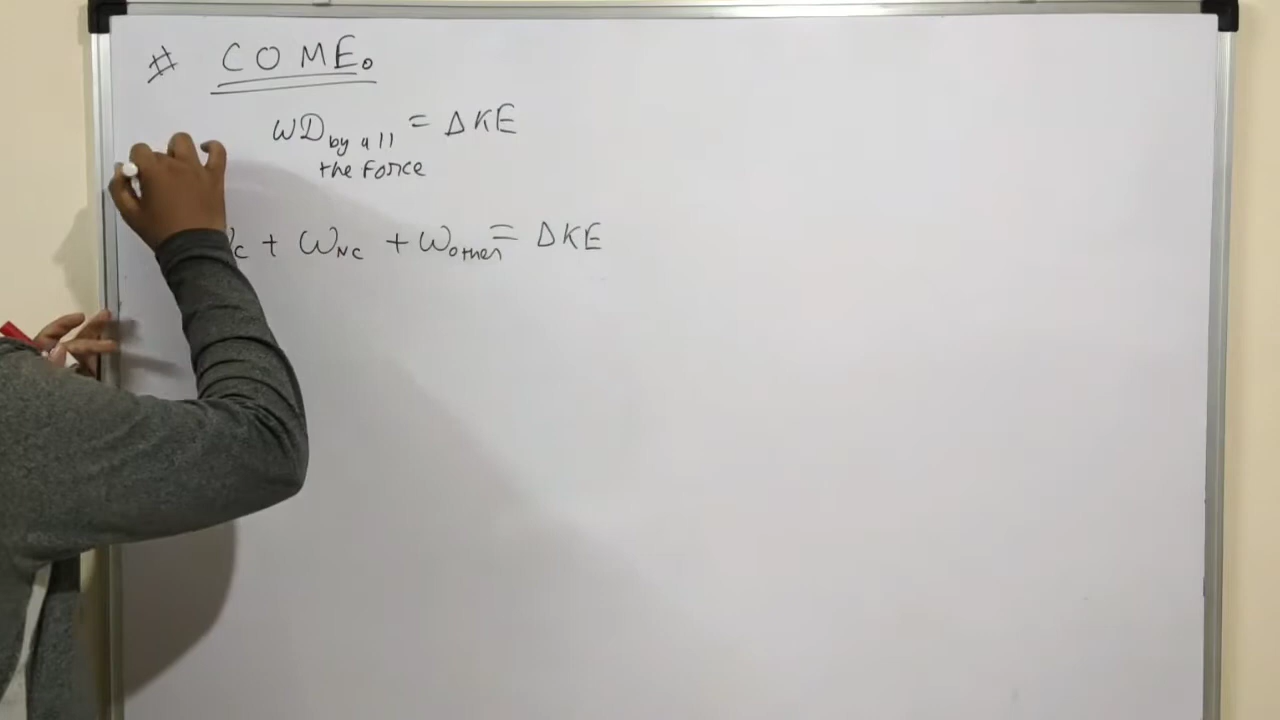 # COME.
WD by all = ΔKE
the Force
C + WNC + Wother = ΔKE